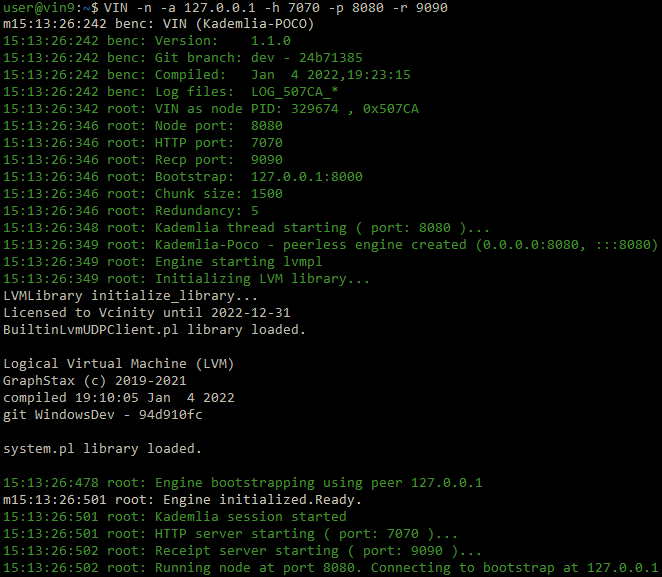 user@vin9:~$ VIN -n -a 127.0.0.1 -h 7070 -p 8080 -r 9090
m15:13:26:242 benc: VIN (Kademlia-POCO)
15:13:26:242 benc: Version:    1.1.0
15:13:26:242 benc: Git branch: dev - 24b71385
15:13:26:242 benc: Compiled:   Jan  4 2022,19:23:15
15:13:26:242 benc: Log files:  LOG_507CA_*
15:13:26:342 root: VIN as node PID: 329674 , 0x507CA
15:13:26:346 root: Node port:  8080
15:13:26:346 root: HTTP port:  7070
15:13:26:346 root: Recp port:  9090
15:13:26:346 root: Bootstrap:  127.0.0.1:8000
15:13:26:346 root: Chunk size: 1500
15:13:26:346 root: Redundancy: 5
15:13:26:348 root: Kademlia thread starting ( port: 8080 )...
15:13:26:349 root: Kademlia-Poco - peerless engine created (0.0.0.0:8080, :::8080)
15:13:26:349 root: Engine starting lvmpl
15:13:26:349 root: Initializing LVM library...
LVMLibrary initialize_library...
Licensed to Vcinity until 2022-12-31
BuiltinLvmUDPClient.pl library loaded.
Logical Virtual Machine (LVM)
GraphStax (c) 2019-2021
compiled 19:10:05 Jan  4 2022
git WindowsDev - 94d910fc
system.pl library loaded.
15:13:26:478 root: Engine bootstrapping using peer 127.0.0.1
m15:13:26:501 root: Engine initialized.Ready.
15:13:26:501 root: Kademlia session started
15:13:26:501 root: HTTP server starting ( port: 7070 )...
15:13:26:502 root: Receipt server starting ( port: 9090 )...
15:13:26:502 root: Running node at port 8080. Connecting to bootstrap at 127.0.0.1